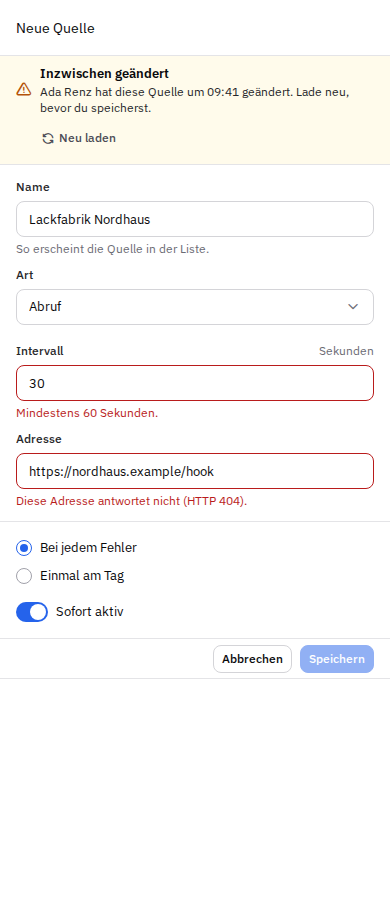 Neue Quelle
Inzwischen geändert
Ada Renz hat diese Quelle um 09:41 geändert. Lade neu,
bevor du speicherst.
Neu laden
Name
Lackfabrik Nordhaus
So erscheint die Quelle in der Liste.
Art
Abruf
Intervall Sekunden
30
Mindestens 60 Sekunden.
Adresse
https://nordhaus.example/hook
Diese Adresse antwortet nicht (HTTP 404).
Bei jedem Fehler
Einmal am Tag
Sofort aktiv
Abbrechen Speichern